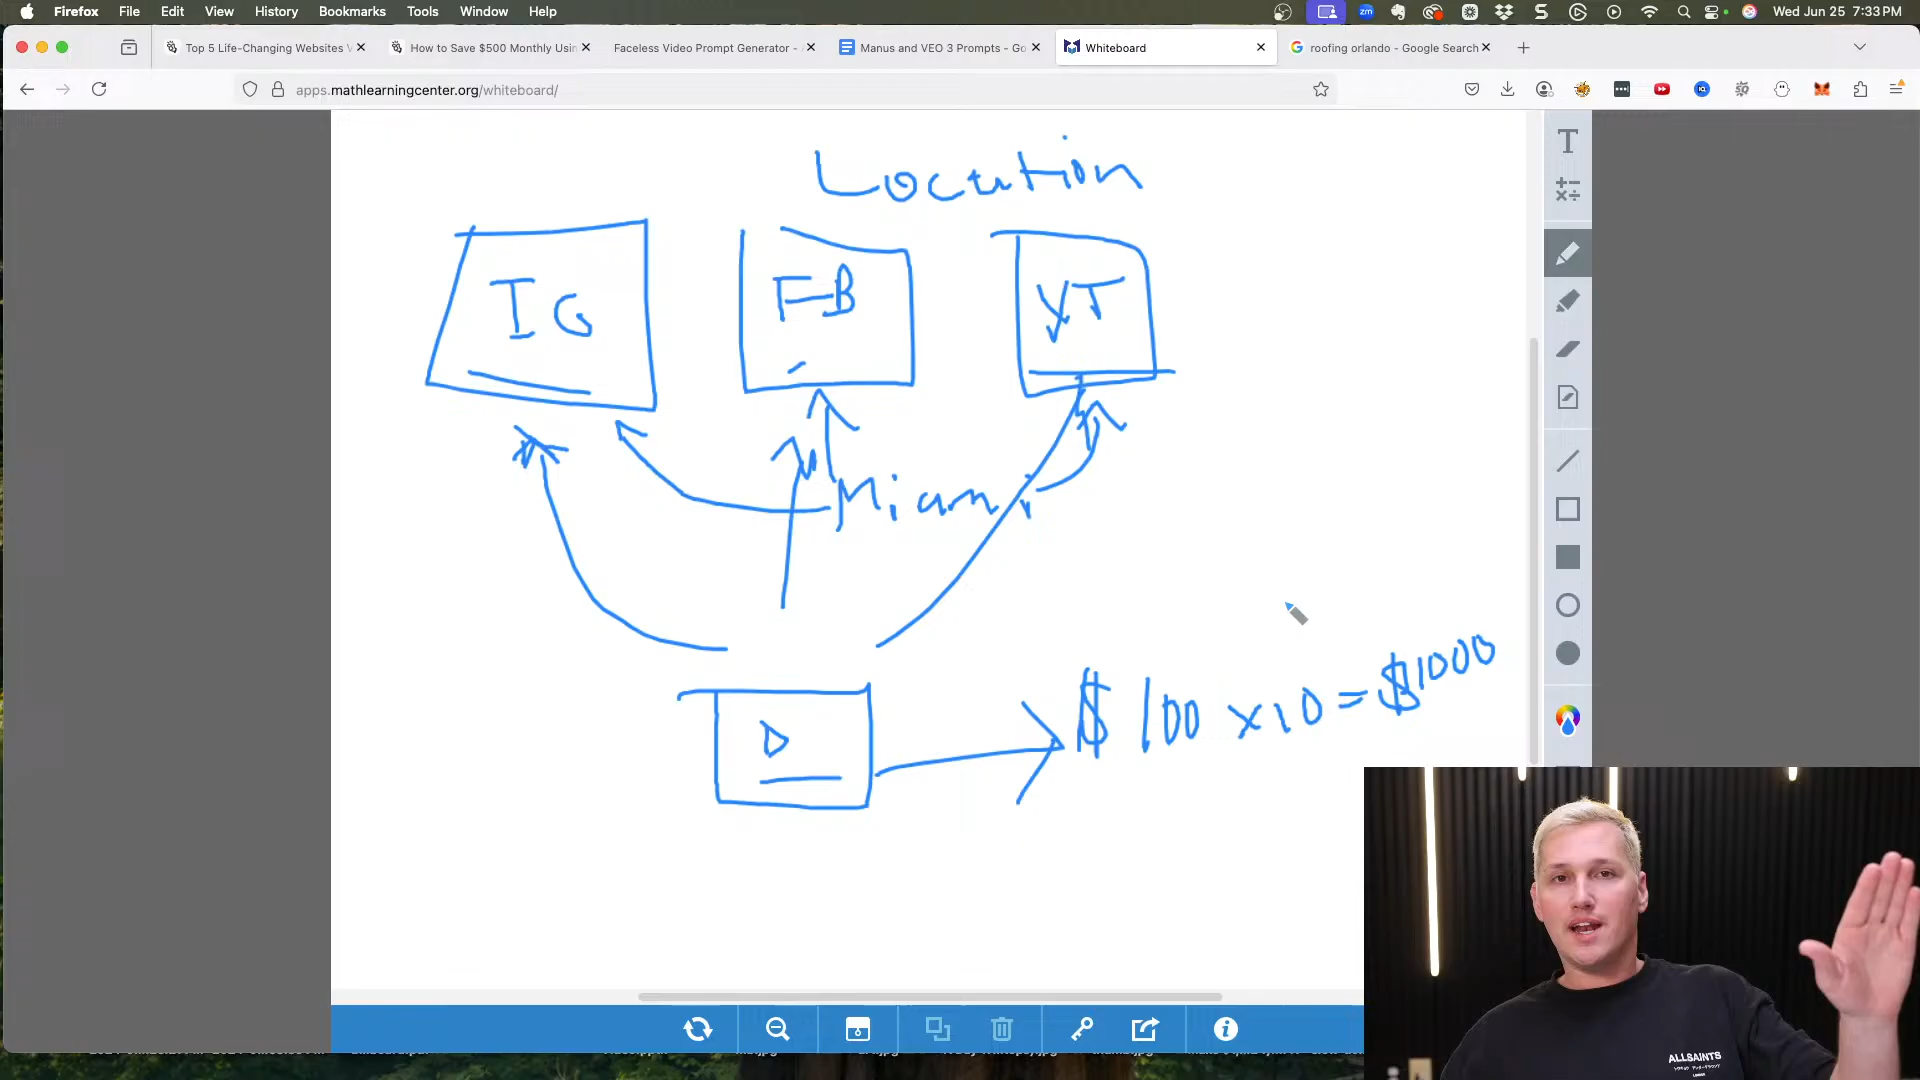 Firefox File Edit View History Bookmarks Tools Window Help Wed Jun 25 7:33 PM
Top 5 Life-Changing Websites
How to Save $500 Monthly Usin
Faceless Video Prompt Generator -
Manus and VEO 3 Prompts - Go
Whiteboard
roofing orlando - Google Search
apps.mathlearningcenter.org/whiteboard/
Location
IG FB YT
Miami
$ 100 x 10 = $1000
ALLSAINTS